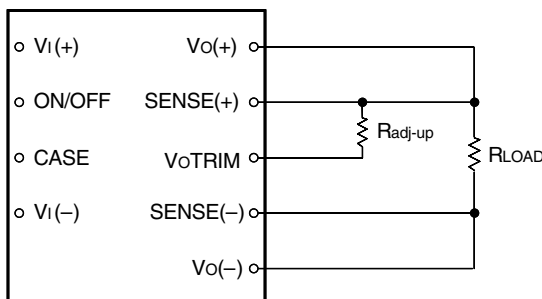 VI(+) VO(+)
ON/OFF SENSE(+)
Radj-up
CASE VOTRIM
RLOAD
VI(–) SENSE(–)
VO(–)